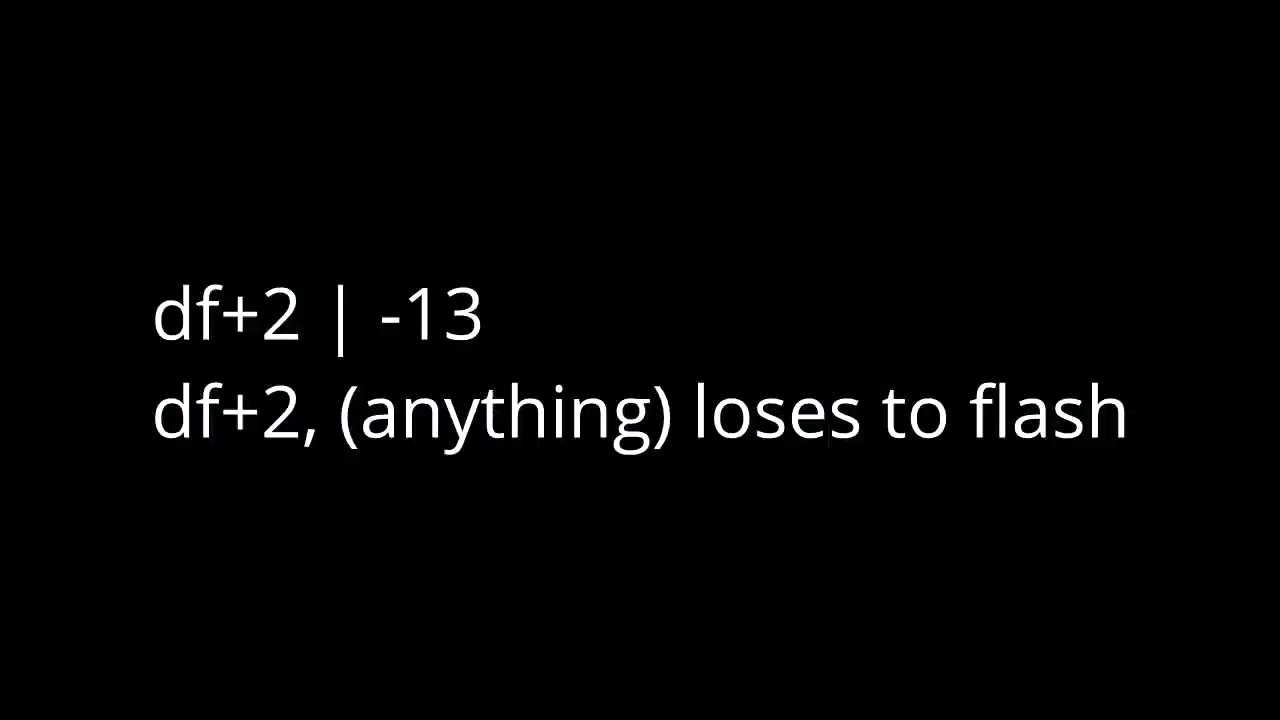 df+2 | -13
df+2, (anything) loses to flash